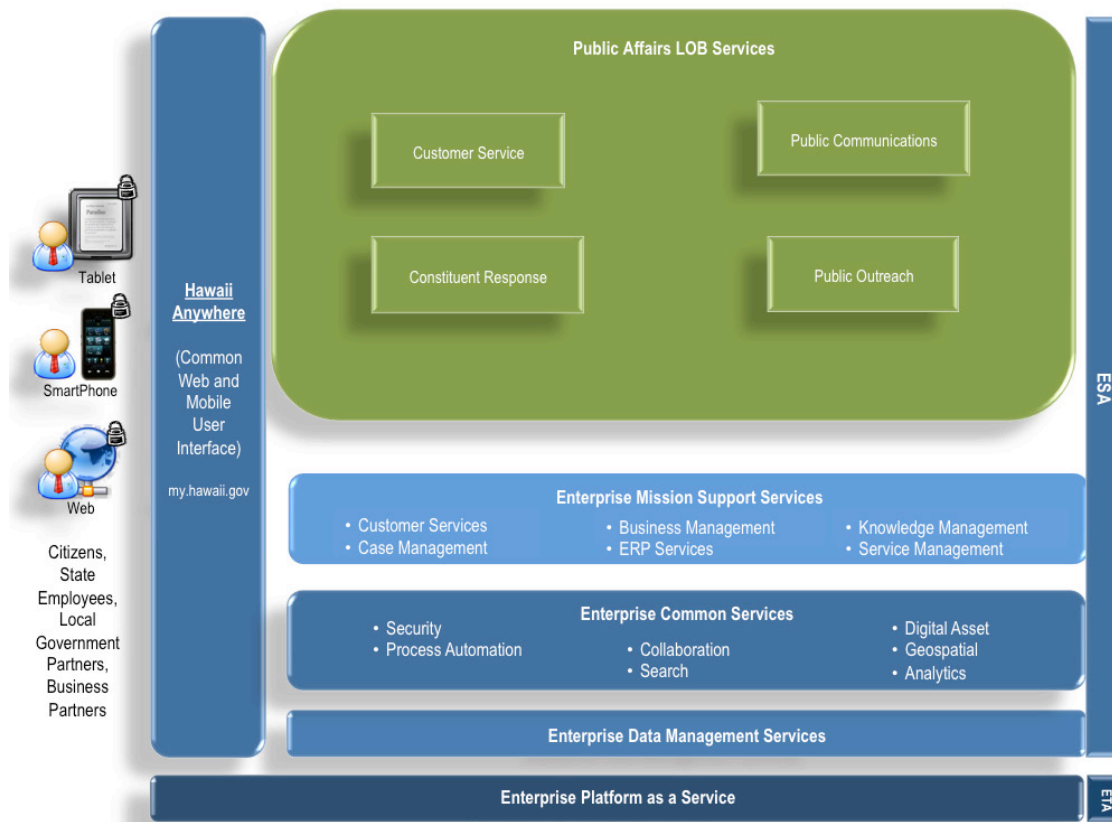 Public Affairs LOB Services
Customer Service
Public Communications
Constituent Response
Public Outreach
Tablet
SmartPhone
Web
Citizens,
State
Employees,
Local
Government
Partners,
Business
Partners
Hawaii
Anywhere
(Common
Web and
Mobile
User
Interface)
my.hawaii.gov
Enterprise Mission Support Services
• Customer Services
• Case Management
• Business Management
• ERP Services
• Knowledge Management
• Service Management
Enterprise Common Services
• Security
• Process Automation
• Collaboration
• Search
• Digital Asset
• Geospatial
• Analytics
Enterprise Data Management Services
Enterprise Platform as a Service
ESA
ETA